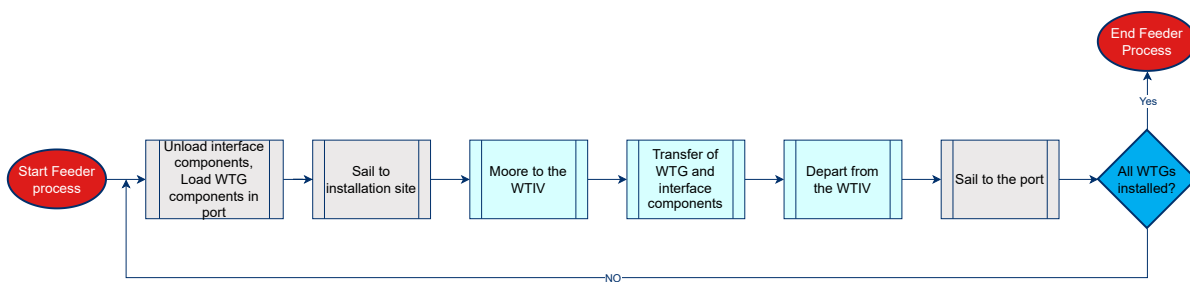 End Feeder
Process
Yes
Start Feeder
process
Unload interface
components,
Load WTG
components in
port
Sail to
installation site
Moore to the
WTIV
Transfer of
WTG and
interface
components
Depart from
the WTIV
Sail to the port
All WTGs
installed?
NO